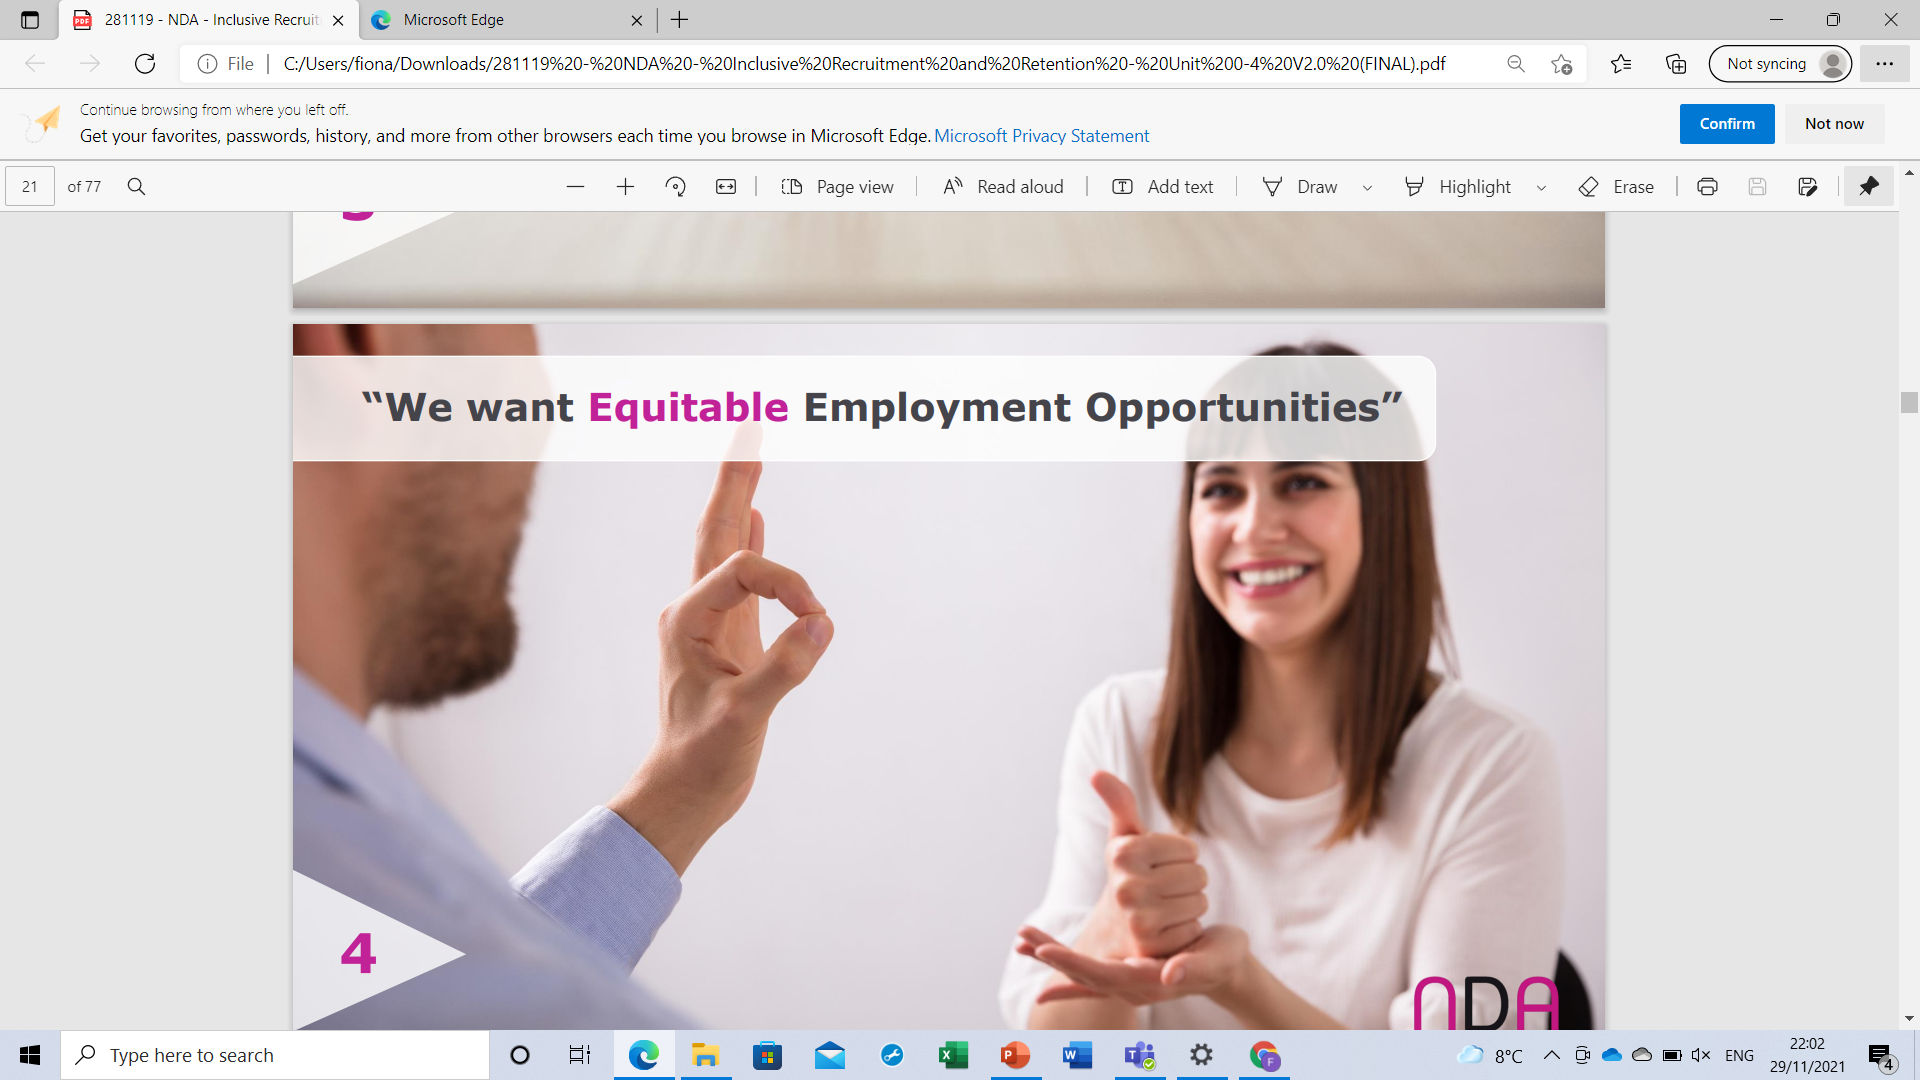 281119 - NDA - Inclusive Recruit
Microsoft Edge
File
C:/Users/fiona/Downloads/281119%20-%20NDA%20-%20Inclusive%20Recruitment%20and%20Retention%20-%20Unit%200-4%20V2.0%20(FINAL).pdf
Not syncing
Continue browsing from where you left off.
Get your favorites, passwords, history, and more from other browsers each time you browse in Microsoft Edge. Microsoft Privacy Statement
Confirm
Not now
21 of 77
Page view
Read aloud
Add text
Draw
Highlight
Erase
“We want Equitable Employment Opportunities”
4
NDA
Type here to search
8°C
ENG
22:02
29/11/2021
4